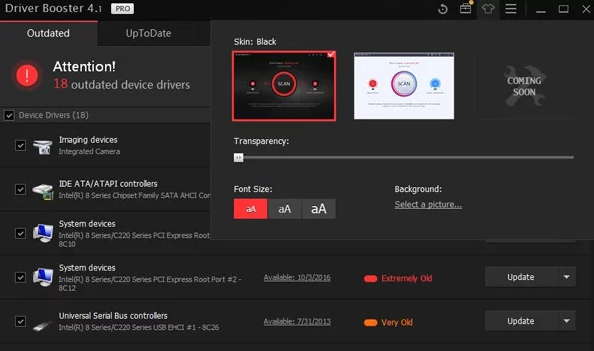 Driver Booster 4.1 PRO
Outdated UpToDate
Attention!
18 outdated device drivers
Device Drivers (18)
Imaging devices
Integrated Camera
IDE ATA/ATAPI controllers
Intel(R) 8 Series Chipset Family SATA AHCI Con
System devices
Intel(R) 8 Series/C220 Series PCI Express Root
8C10
System devices
Intel(R) 8 Series/C220 Series PCI Express Root Port #2 -
8C12
Available: 10/3/2016
Extremely Old
Update
Universal Serial Bus controllers
Intel(R) 8 Series/C220 Series USB EHCI #1 - 8C26
Available: 7/31/2013
Very Old
Update
Skin: Black
SCAN
SCAN
COMING
SOON
Transparency:
Font Size:
aA aA aA
Background:
Select a picture...